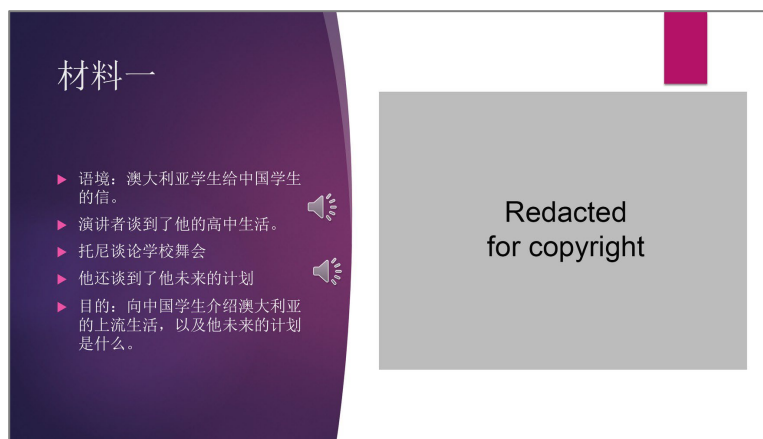 材料一
▶ 语境：澳大利亚学生给中国学生
的信。
▶ 演讲者谈到了他的高中生活。
▶ 托尼谈论学校舞会
▶ 他还谈到了他未来的计划
▶ 目的：向中国学生介绍澳大利亚
的上流生活，以及他未来的计划
是什么。
Redacted
for copyright